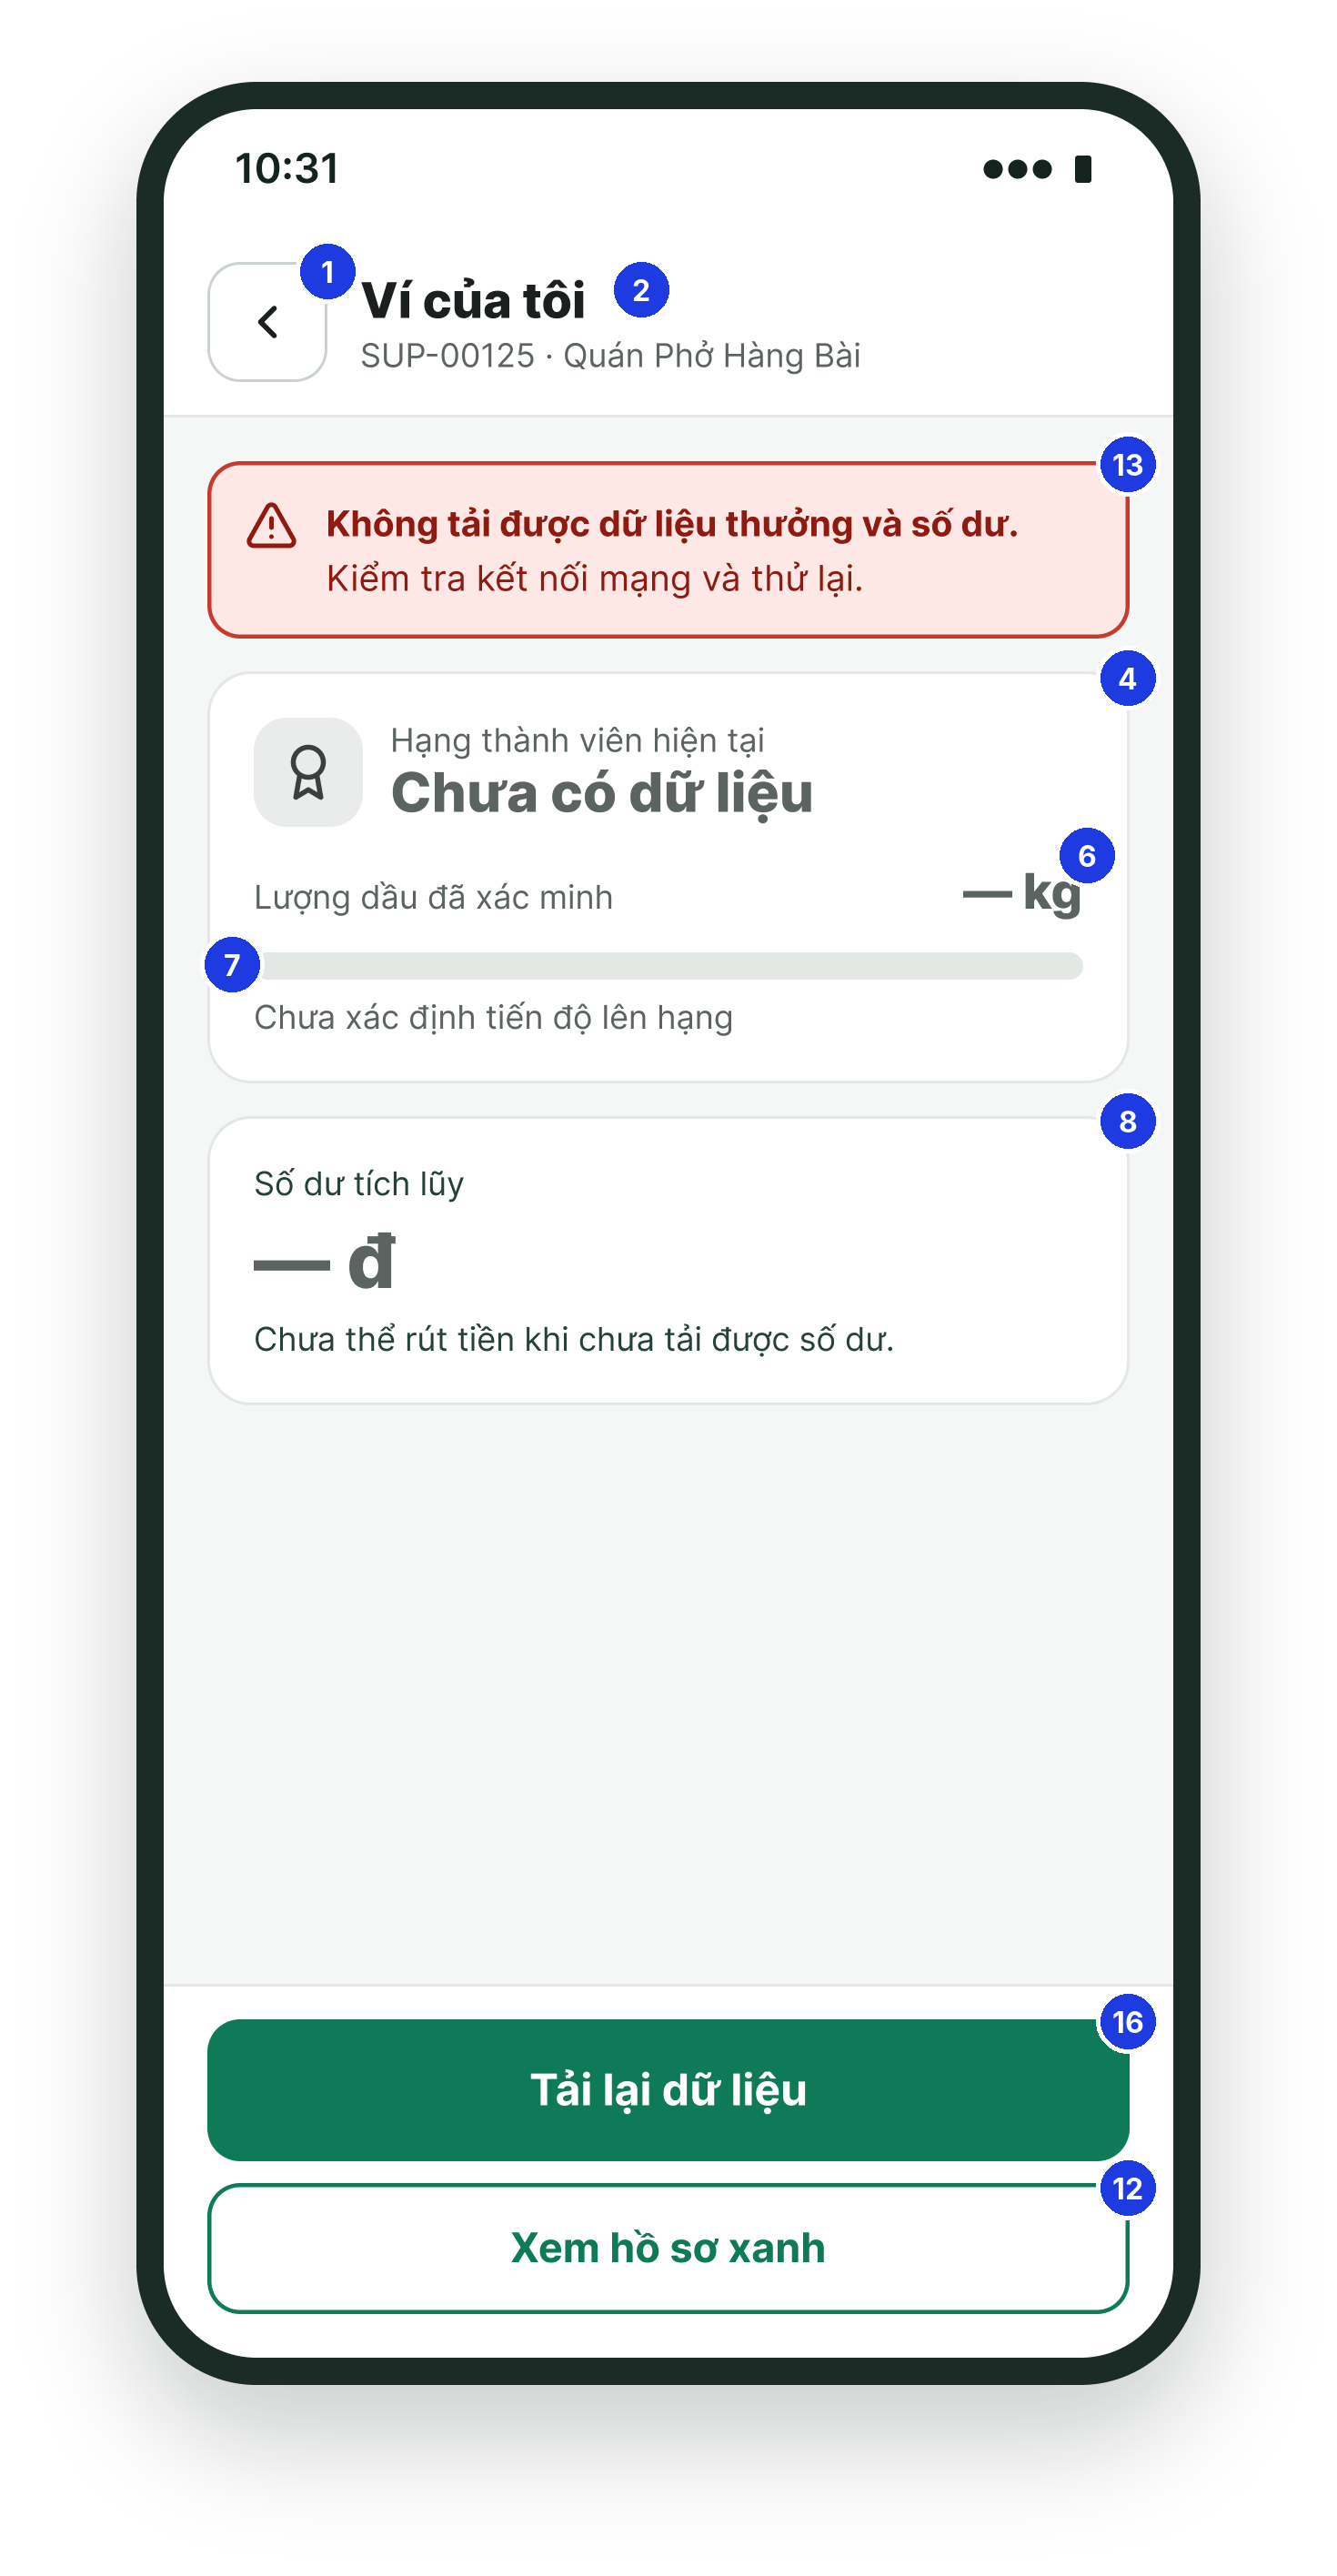 10:31
1
Ví của tôi
2
SUP-00125 · Quán Phở Hàng Bài
13
Không tải được dữ liệu thưởng và số dư.
Kiểm tra kết nối mạng và thử lại.
4
Hạng thành viên hiện tại
Chưa có dữ liệu
6
Lượng dầu đã xác minh
— kg
7
Chưa xác định tiến độ lên hạng
8
Số dư tích lũy
— đ
Chưa thể rút tiền khi chưa tải được số dư.
16
Tải lại dữ liệu
12
Xem hồ sơ xanh